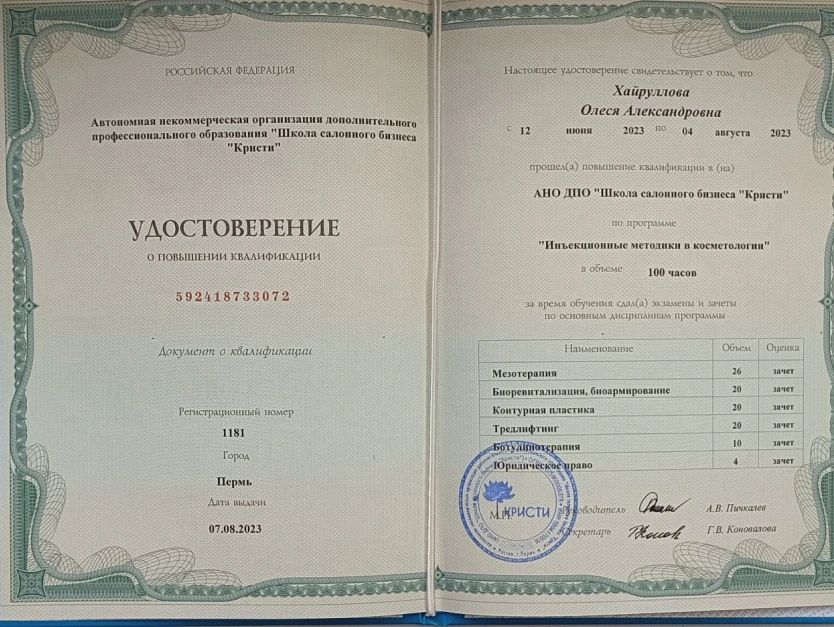 РОССИЙСКАЯ ФЕДЕРАЦИЯ
Автономная некоммерческая организация дополнительного
профессионального образования "Школа салонного бизнеса
"Кристи"
УДОСТОВЕРЕНИЕ
О ПОВЫШЕНИИ КВАЛИФИКАЦИИ
592418733072
Документ о квалификации
Регистрационный номер
1181
Город
Пермь
Дата выдачи
07.08.2023
Настоящее удостоверение свидетельствует о том, что
Хайруллова
Олеся Александровна
с 12 июня 2023 по 04 августа 2023
прошел(а) повышение квалификации в (на)
АНО ДПО "Школа салонного бизнеса "Кристи"
по программе
"Инъекционные методики в косметологии"
в объеме 100 часов
за время обучения сдал(а) экзамены и зачеты
по основным дисциплинам программы
Наименование Объем Оценка
Мезотерапия 26 зачет
Биоревитализация, биоармирование 20 зачет
Контурная пластика 20 зачет
Тредлифтинг 20 зачет
Ботулинотерапия 10 зачет
Юридическое право 4 зачет
КРИСТИ
М.П.
Руководитель А.В. Пичкалев
Секретарь Г.В. Коновалова